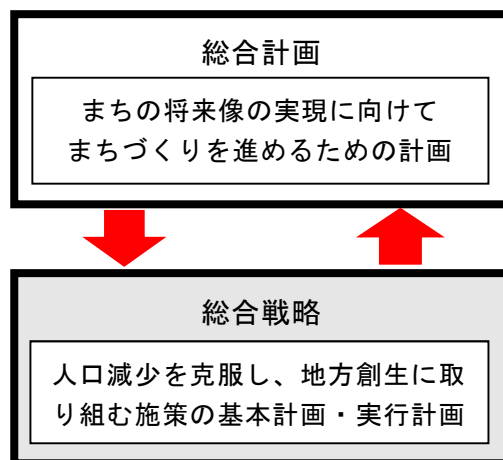 総合計画
まちの将来像の実現に向けて
まちづくりを進めるための計画
総合戦略
人口減少を克服し、地方創生に取
り組む施策の基本計画・実行計画